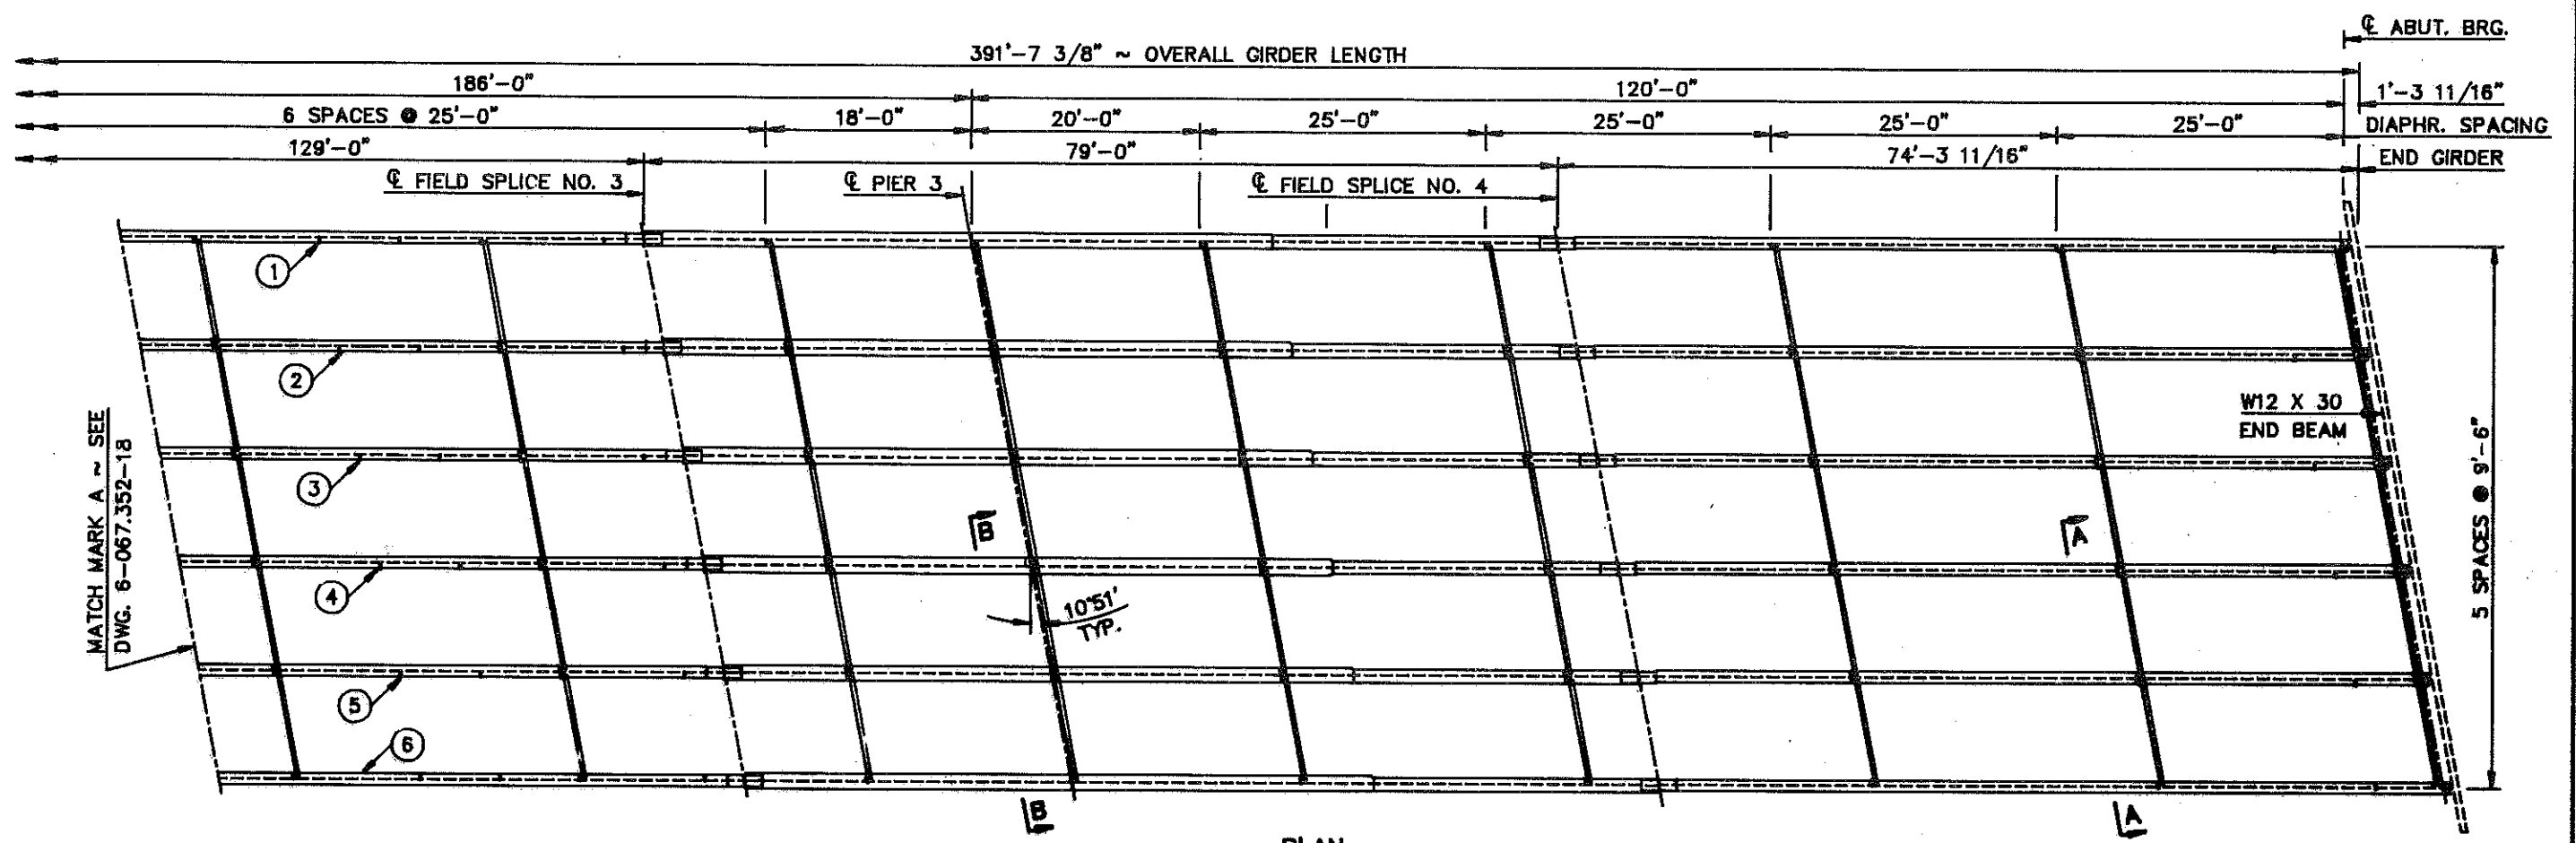 ℄ ABUT. BRG.
391'-7 3/8" ~ OVERALL GIRDER LENGTH
186'-0"
120'-0"
1'-3 11/16"
6 SPACES @ 25'-0"
18'-0"
20'-0"
25'-0"
25'-0"
25'-0"
25'-0"
DIAPHR. SPACING
129'-0"
79'-0"
74'-3 11/16"
END GIRDER
℄ FIELD SPLICE NO. 3
℄ PIER 3
℄ FIELD SPLICE NO. 4
1
2
3
4
5
6
MATCH MARK A ~ SEE
DWG. 6-067.352-18
B
B
10°51'
TYP.
A
A
W12 X 30
END BEAM
5 SPACES @ 9'-6"
PLAN